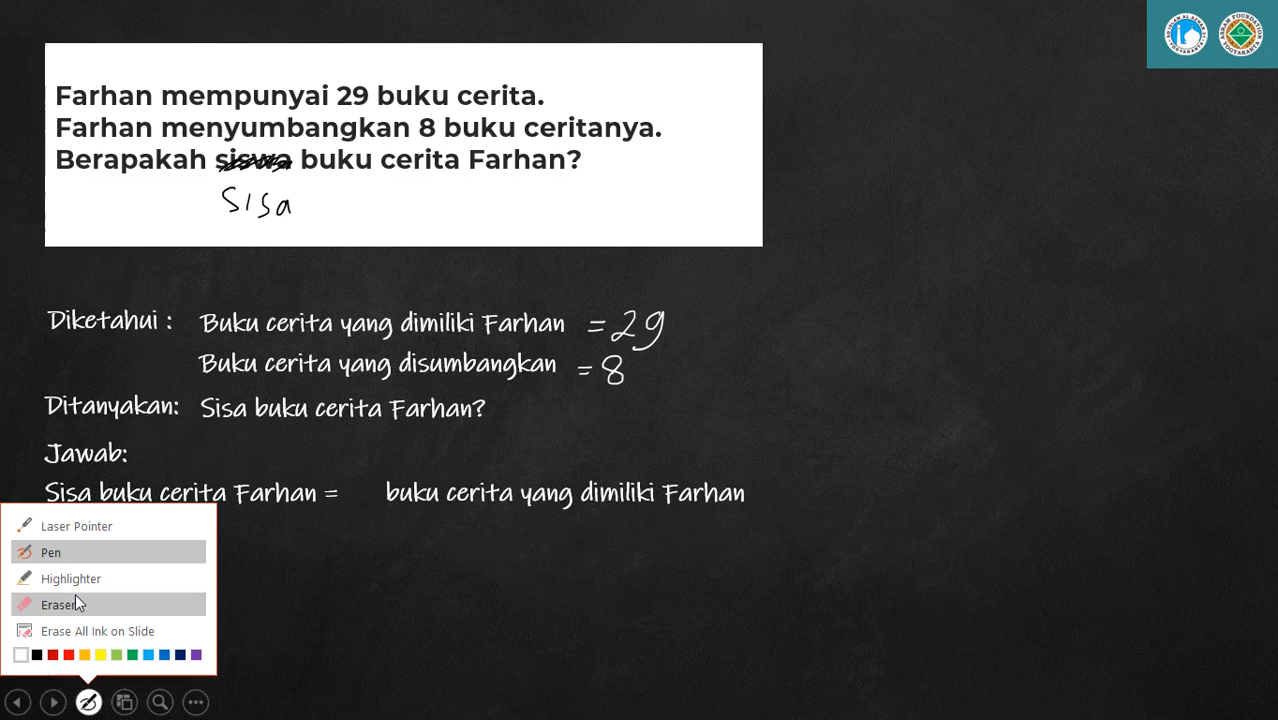 Farhan mempunyai 29 buku cerita.
Farhan menyumbangkan 8 buku ceritanya.
Berapakah siswa buku cerita Farhan?
sisa
Diketahui : Buku cerita yang dimiliki Farhan = 29
Buku cerita yang disumbangkan = 8
Ditanyakan: Sisa buku cerita Farhan?
Jawab:
Sisa buku cerita Farhan = buku cerita yang dimiliki Farhan
Laser Pointer
Pen
Highlighter
Eraser
Erase All Ink on Slide